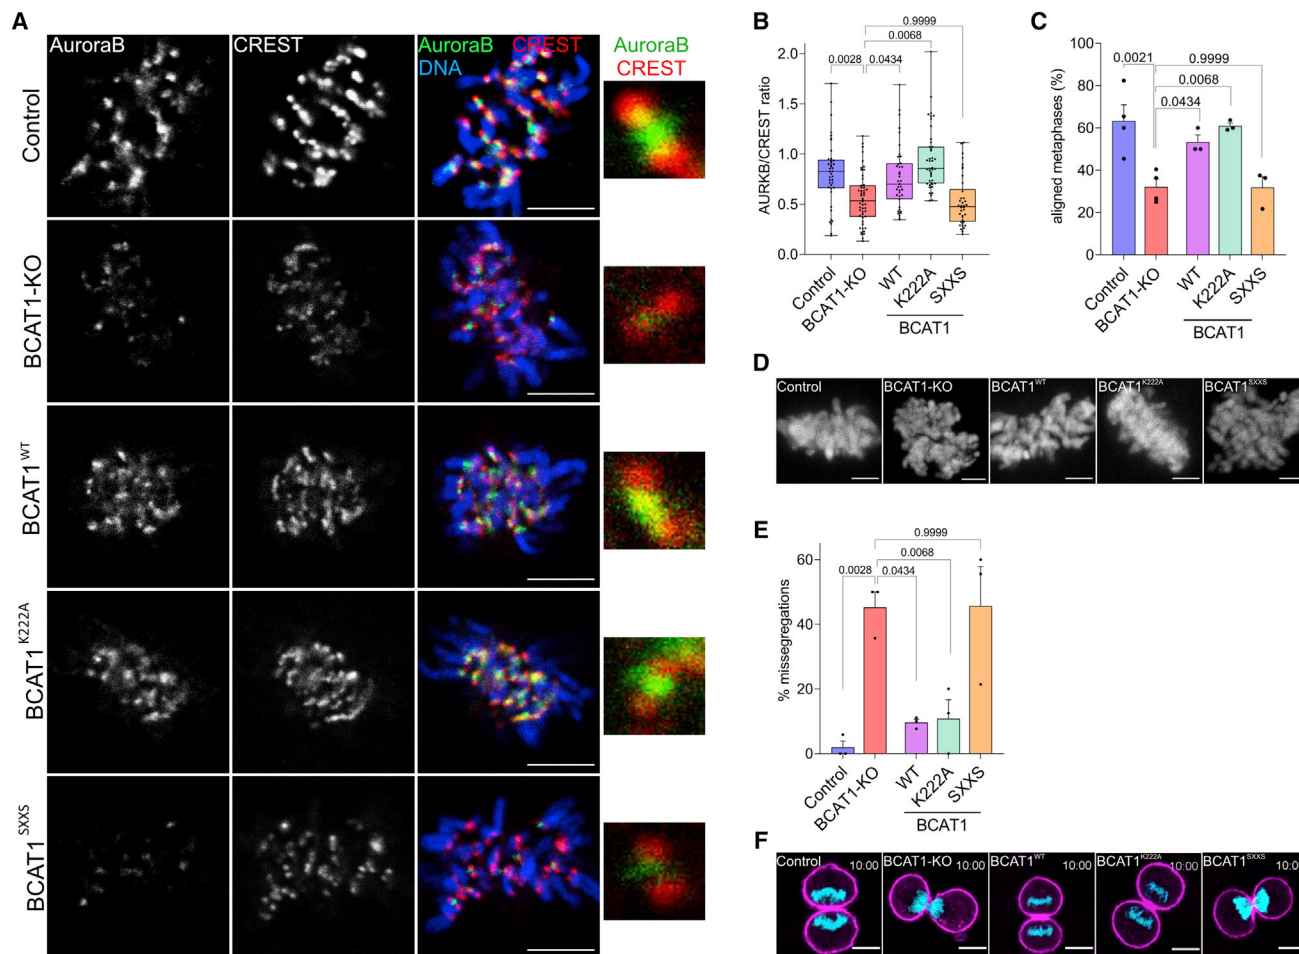 A
AuroraB
CREST
AuroraB CREST
DNA
AuroraB
CREST
Control
BCAT1-KO
BCAT1WT
BCAT1K222A
BCAT1SXXS
B
0.9999
0.0068
0.0028
0.0434
2.0
1.5
1.0
0.5
0.0
AURKB/CREST ratio
Control
BCAT1-KO
WT
K222A
SXXS
BCAT1
C
0.0021
0.9999
0.0068
0.0434
100
80
60
40
20
0
aligned metaphases (%)
Control
BCAT1-KO
WT
K222A
SXXS
BCAT1
D
Control
BCAT1-KO
BCAT1WT
BCAT1K222A
BCAT1SXXS
E
0.9999
0.0068
0.0028
0.0434
60
40
20
0
% missegregations
Control
BCAT1-KO
WT
K222A
SXXS
BCAT1
F
Control
10:00
BCAT1-KO
10:00
BCAT1WT
10:00
BCAT1K222A
10:00
BCAT1SXXS
10:0